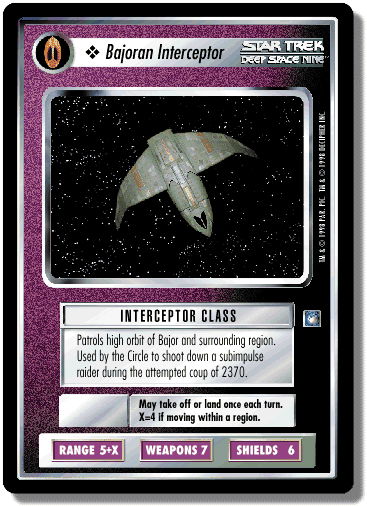 ❖ Bajoran Interceptor
STAR TREK
DEEP SPACE NINE™
TM & © 1998 PAR. PIC. TM & © 1998 DECIPHER INC.
INTERCEPTOR CLASS
Patrols high orbit of Bajor and surrounding region.
Used by the Circle to shoot down a subimpulse
raider during the attempted coup of 2370.
May take off or land once each turn.
X=4 if moving within a region.
RANGE 5+X WEAPONS 7 SHIELDS 6